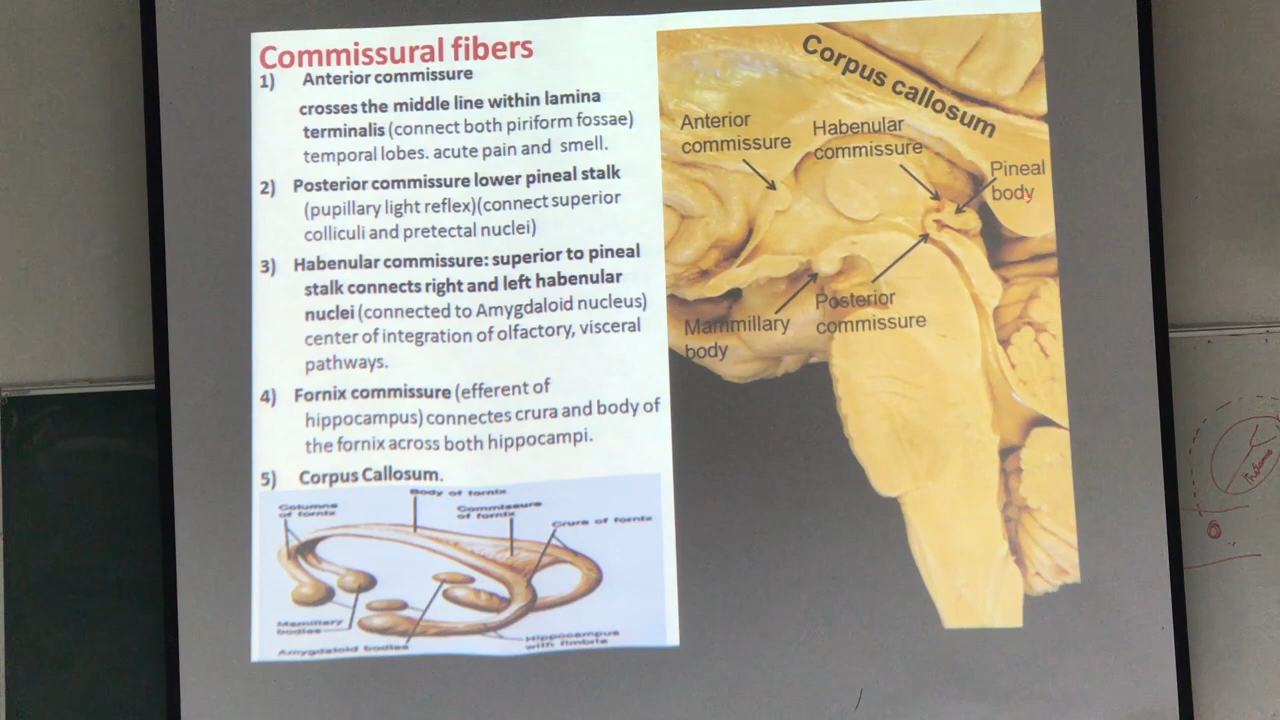 Commissural fibers
1) Anterior commissure
crosses the middle line within lamina
terminalis (connect both piriform fossae)
temporal lobes. acute pain and smell.
2) Posterior commissure lower pineal stalk
(pupillary light reflex)(connect superior
colliculi and pretectal nuclei)
3) Habenular commissure: superior to pineal
stalk connects right and left habenular
nuclei (connected to Amygdaloid nucleus)
center of integration of olfactory, visceral
pathways.
4) Fornix commissure (efferent of
hippocampus) connectes crura and body of
the fornix across both hippocampi.
5) Corpus Callosum.
Body of fornix
Columns
of fornix
Commissure
of fornix
Crura of fornix
Mamillary
bodies
Amygdaloid bodies
Hippocampus
with fimbria
Corpus callosum
Anterior
commissure
Habenular
commissure
Pineal
body
Mammillary
body
Posterior
commissure